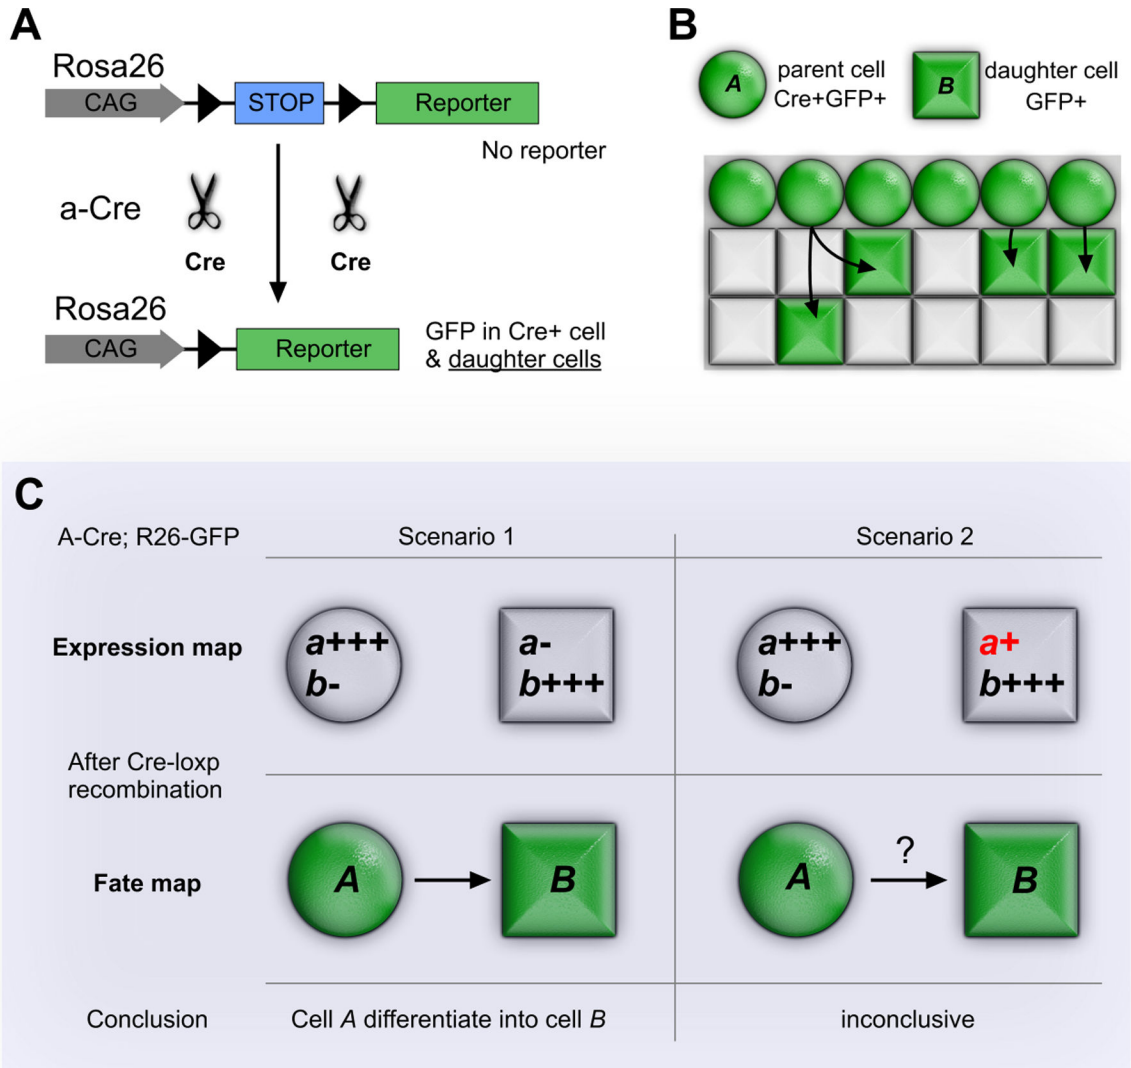 A
Rosa26
CAG
STOP
Reporter
No reporter
a-Cre
Cre
Cre
Rosa26
CAG
Reporter
GFP in Cre+ cell
& daughter cells
B
A
parent cell
Cre+GFP+
B
daughter cell
GFP+
C
A-Cre; R26-GFP
Scenario 1
Scenario 2
Expression map
a+++
b-
a-
b+++
a+++
b-
a+
b+++
After Cre-loxp
recombination
Fate map
A
B
A
?
B
Conclusion
Cell A differentiate into cell B
inconclusive